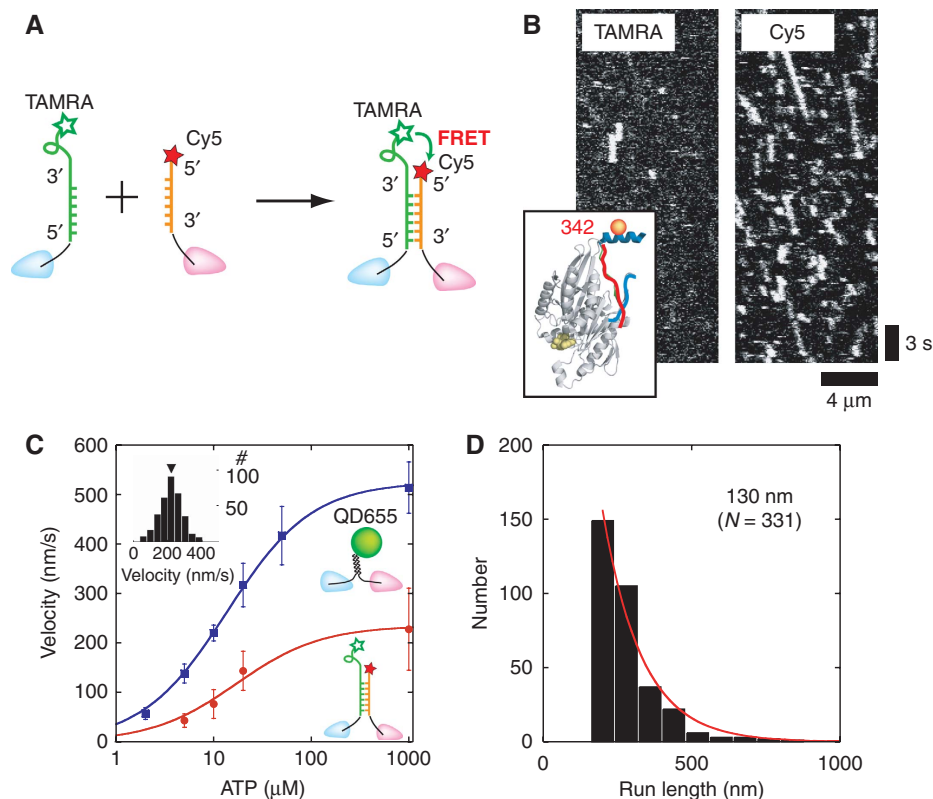 A
TAMRA
Cy5
3′
5′
5′
3′
+
TAMRA
FRET
Cy5
3′
5′
5′
3′
B
TAMRA
Cy5
342
3 s
4 μm
C
Velocity (nm/s)
600
500
400
300
200
100
0
1
10
100
1000
ATP (μM)
#
100
50
0
200
400
Velocity (nm/s)
QD655
D
130 nm
(N = 331)
Number
200
150
100
50
0
0
500
1000
Run length (nm)